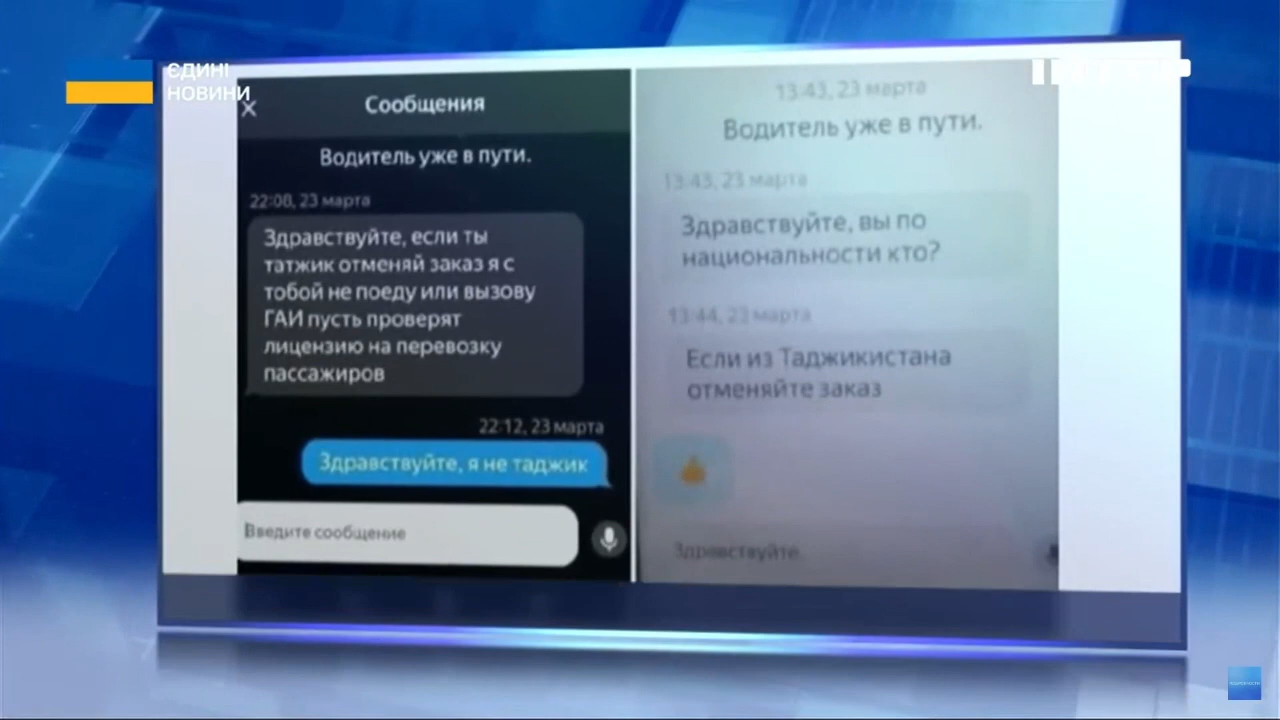 ЄДИНІ
НОВИНИ
Сообщения
Водитель уже в пути.
22:08, 23 марта
Здравствуйте, если ты
татжик отменяй заказ я с
тобой не поеду или вызову
ГАИ пусть проверят
лицензию на перевозку
пассажиров
22:12, 23 марта
Здравствуйте, я не таджик
Введите сообщение
13:43, 23 марта
Водитель уже в пути.
13:43, 23 марта
Здравствуйте, вы по
национальности кто?
13:44, 23 марта
Если из Таджикистана
отменяйте заказ
Здравствуйте.